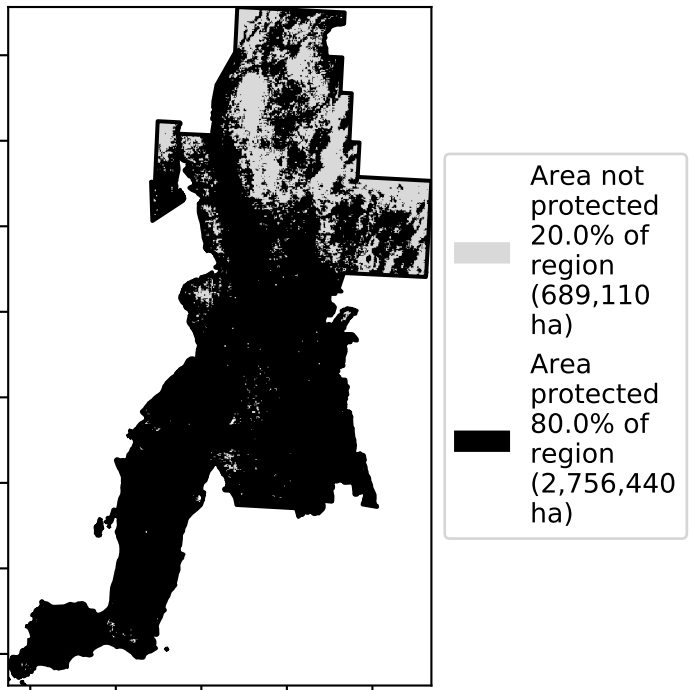 Area not
protected
20.0% of
region
(689,110
ha)
Area
protected
80.0% of
region
(2,756,440
ha)